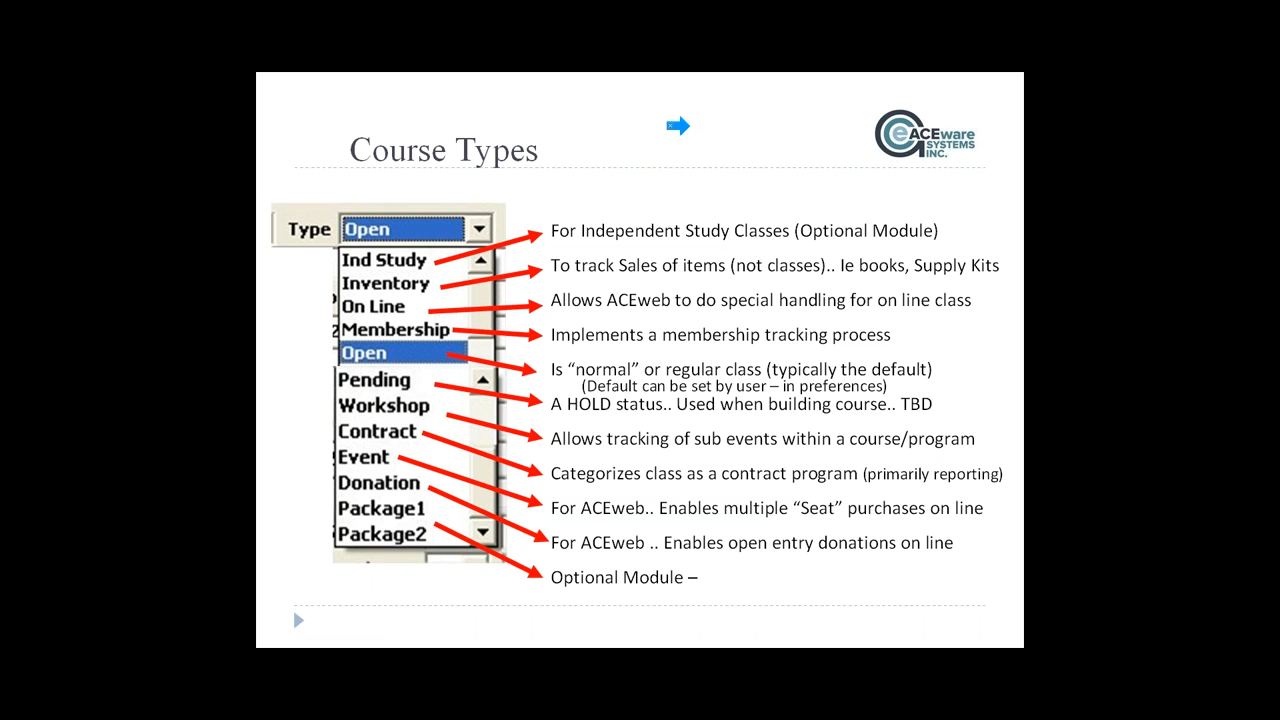 Course Types
eACEware
SYSTEMS
INC.
Type Open
Ind Study
Inventory
On Line
Membership
Open
Pending
Workshop
Contract
Event
Donation
Package1
Package2
For Independent Study Classes (Optional Module)
To track Sales of items (not classes).. Ie books, Supply Kits
Allows ACEweb to do special handling for on line class
Implements a membership tracking process
Is “normal” or regular class (typically the default)
(Default can be set by user – in preferences)
A HOLD status.. Used when building course.. TBD
Allows tracking of sub events within a course/program
Categorizes class as a contract program (primarily reporting)
For ACEweb.. Enables multiple “Seat” purchases on line
For ACEweb .. Enables open entry donations on line
Optional Module –